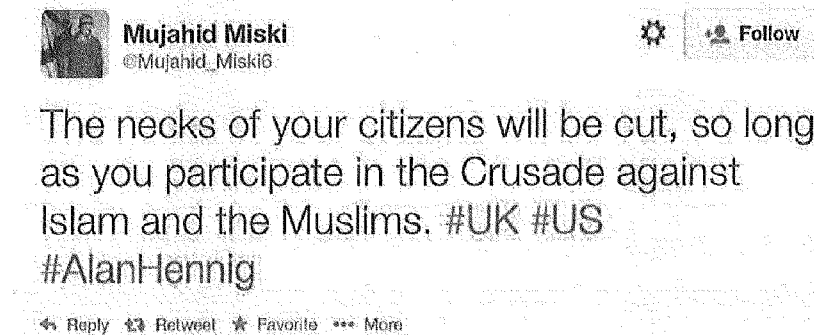 Mujahid Miski
@Mujahid_Miski6
Follow
The necks of your citizens will be cut, so long
as you participate in the Crusade against
Islam and the Muslims. #UK #US
#AlanHennig
Reply Retweet Favorite More